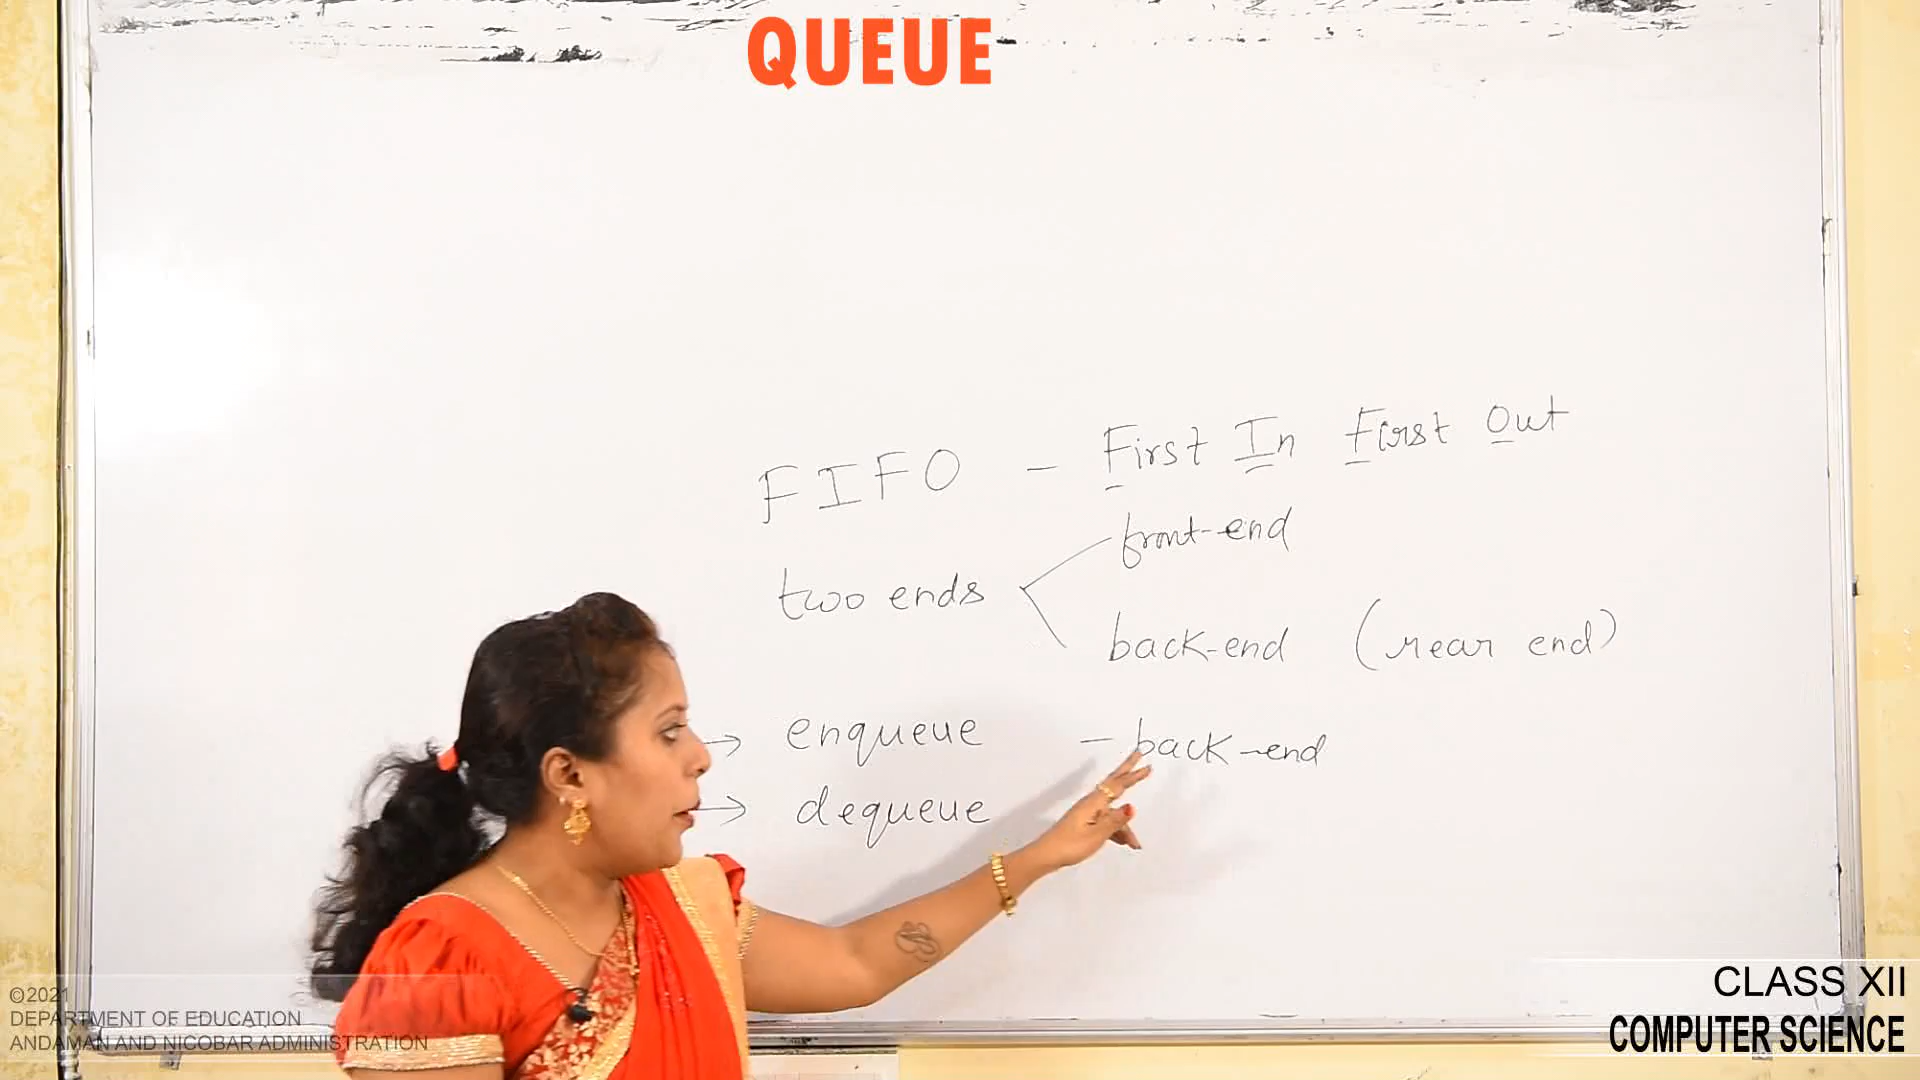 QUEUE
FIFO - First In First Out
front-end
two ends
back-end (rear end)
→ enqueue - back-end
→ dequeue
©2021
DEPARTMENT OF EDUCATION
ANDAMAN AND NICOBAR ADMINISTRATION
CLASS XII
COMPUTER SCIENCE